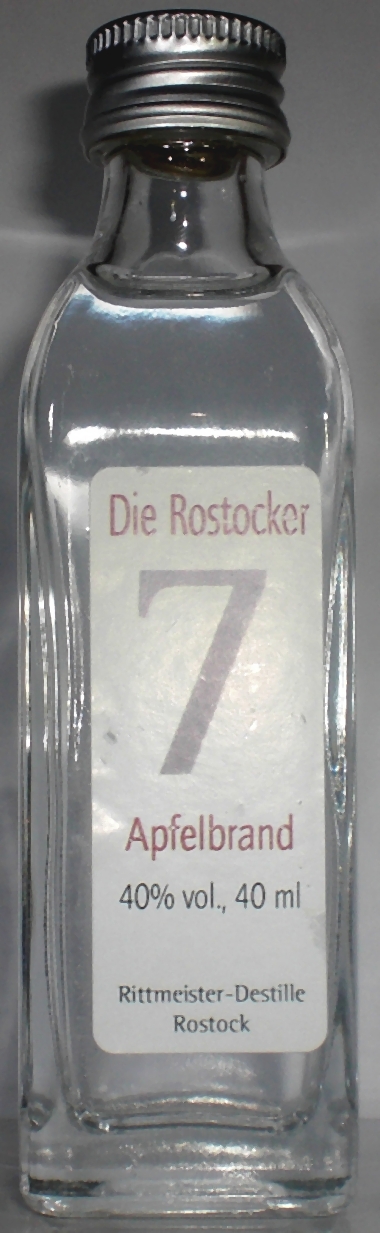 Die Rostocker
7
Apfelbrand
40% vol., 40 ml
Rittmeister-Destille
Rostock